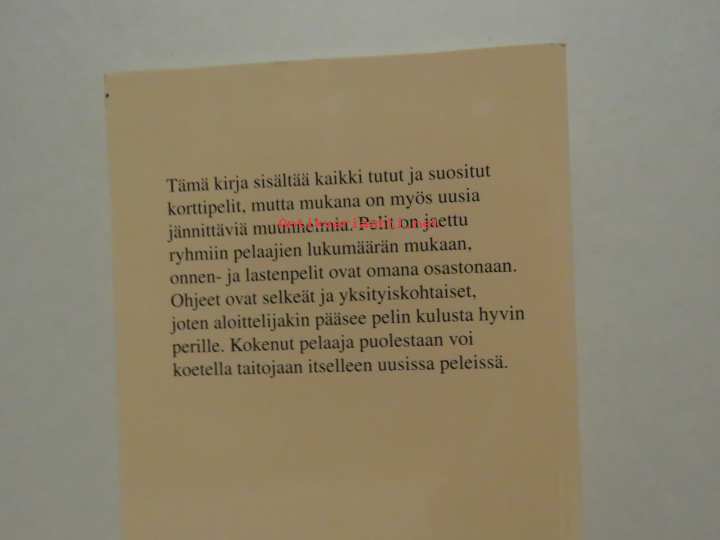 Tämä kirja sisältää kaikki tutut ja suositut
korttipelit, mutta mukana on myös uusia
jännittäviä muunnelmia. Pelit on jaettu
ryhmiin pelaajien lukumäärän mukaan,
onnen- ja lastenpelit ovat omana osastonaan.
Ohjeet ovat selkeät ja yksityiskohtaiset,
joten aloittelijakin pääsee pelin kulusta hyvin
perille. Kokenut pelaaja puolestaan voi
koetella taitojaan itselleen uusissa peleissä.